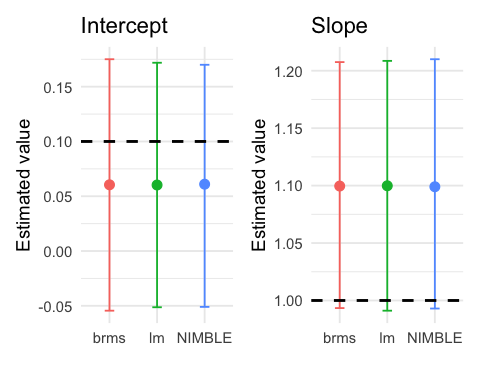 Intercept
Estimated value
0.15
0.10
0.05
0.00
-0.05
brms lm NIMBLE
Slope
Estimated value
1.20
1.15
1.10
1.05
1.00
brms lm NIMBLE